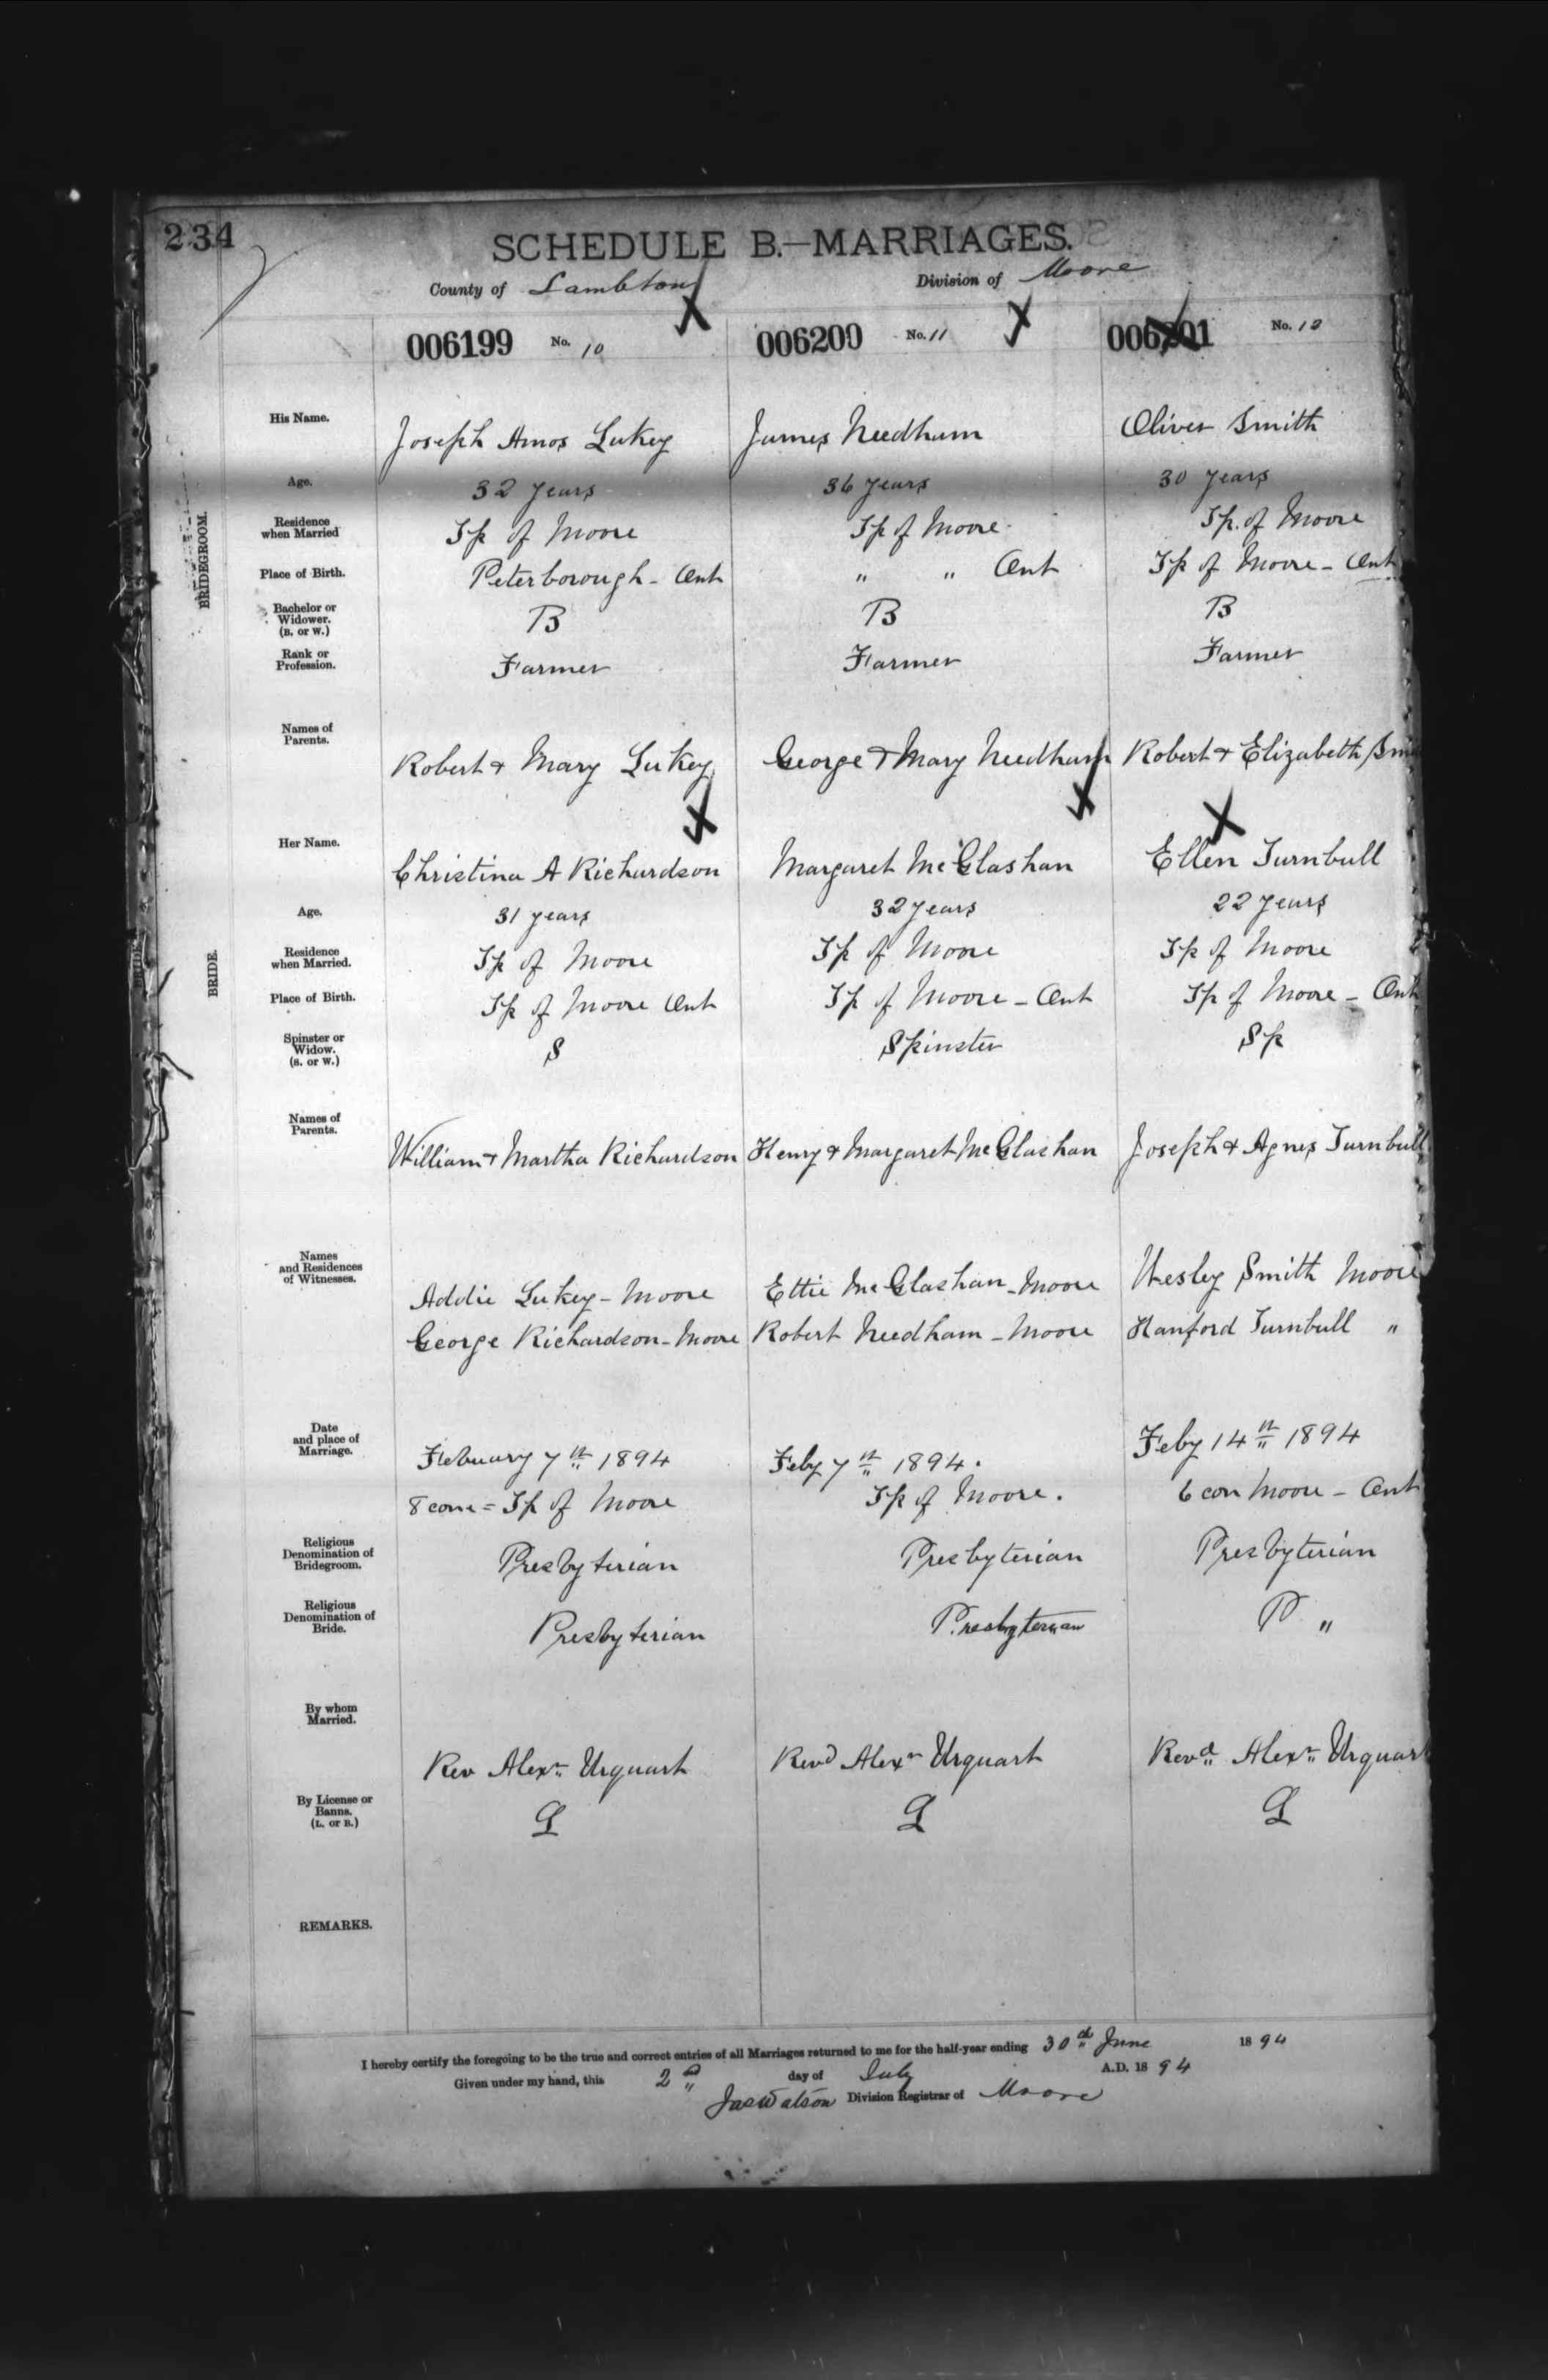 234
SCHEDULE B.—MARRIAGES.
County of Lambton Division of Moore
006199 No. 10 006200 No. 11 006201 No. 12
BRIDEGROOM.
His Name. Joseph Amos Lukey James Needham Oliver Smith
Age. 32 years 36 years 30 years
Residence when Married Tp of Moore Tp of Moore Tp. of Moore
Place of Birth. Peterborough - Ont " " Ont Tp of Moore - Ont
Bachelor or Widower. (B. or W.) B B B
Rank or Profession. Farmer Farmer Farmer
Names of Parents. Robert + Mary Lukey George + Mary Needham Robert + Elizabeth Smi
BRIDE.
Her Name. Christina A Richardson Margaret McGlashan Ellen Turnbull
Age. 31 years 32 years 22 years
Residence when Married. Tp of Moore Tp of Moore Tp of Moore
Place of Birth. Tp of Moore Ont Tp of Moore - Ont Tp of Moore - Ont
Spinster or Widow. (S. or W.) S Spinster Sp
Names of Parents. William + Martha Richardson Henry + Margaret McGlashan Joseph + Agnes Turnbull
Names and Residences of Witnesses. Addie Lukey - Moore Ettie McGlashan - Moore Wesley Smith Moore
George Richardson - Moore Robert Needham - Moore Hanford Turnbull "
Date and place of Marriage. Febuary 7th 1894 Feby 7th 1894. Feby 14th 1894
8 con = Tp of Moore Tp of Moore. 6 con Moore - Ont
Religious Denomination of Bridegroom. Presbyterian Presbyterian Presbyterian
Religious Denomination of Bride. Presbyterian Presbyterian P "
By whom Married. Rev Alexr Urquart Revd Alexr Urquart Revd Alexr Urquart
By License or Banns. (L. or B.) L L L
REMARKS.
I hereby certify the foregoing to be the true and correct entries of all Marriages returned to me for the half-year ending 30th June 1894
Given under my hand, this 2nd day of July A.D. 1894
Jas Watson Division Registrar of Moore